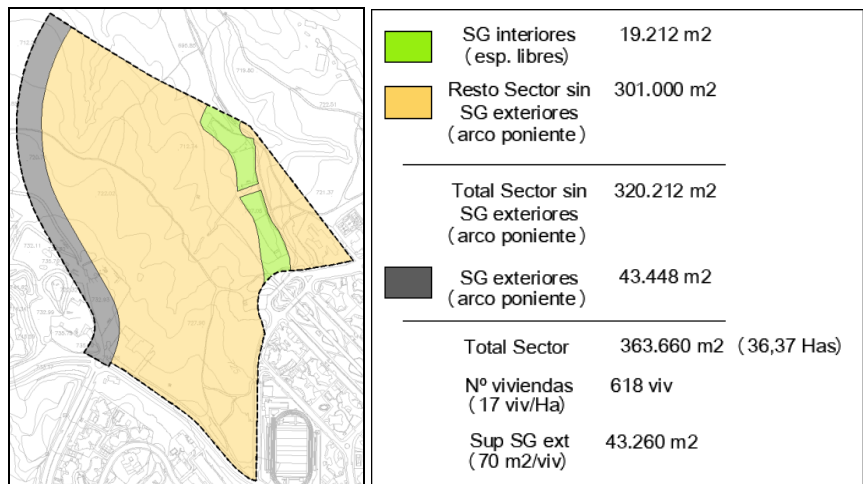 SG interiores 19.212 m2
(esp. libres)
Resto Sector sin 301.000 m2
SG exteriores
(arco poniente)
Total Sector sin 320.212 m2
SG exteriores
(arco poniente)
SG exteriores 43.448 m2
(arco poniente)
Total Sector 363.660 m2 (36,37 Has)
Nº viviendas 618 viv
(17 viv/Ha)
Sup SG ext 43.260 m2
(70 m2/viv)